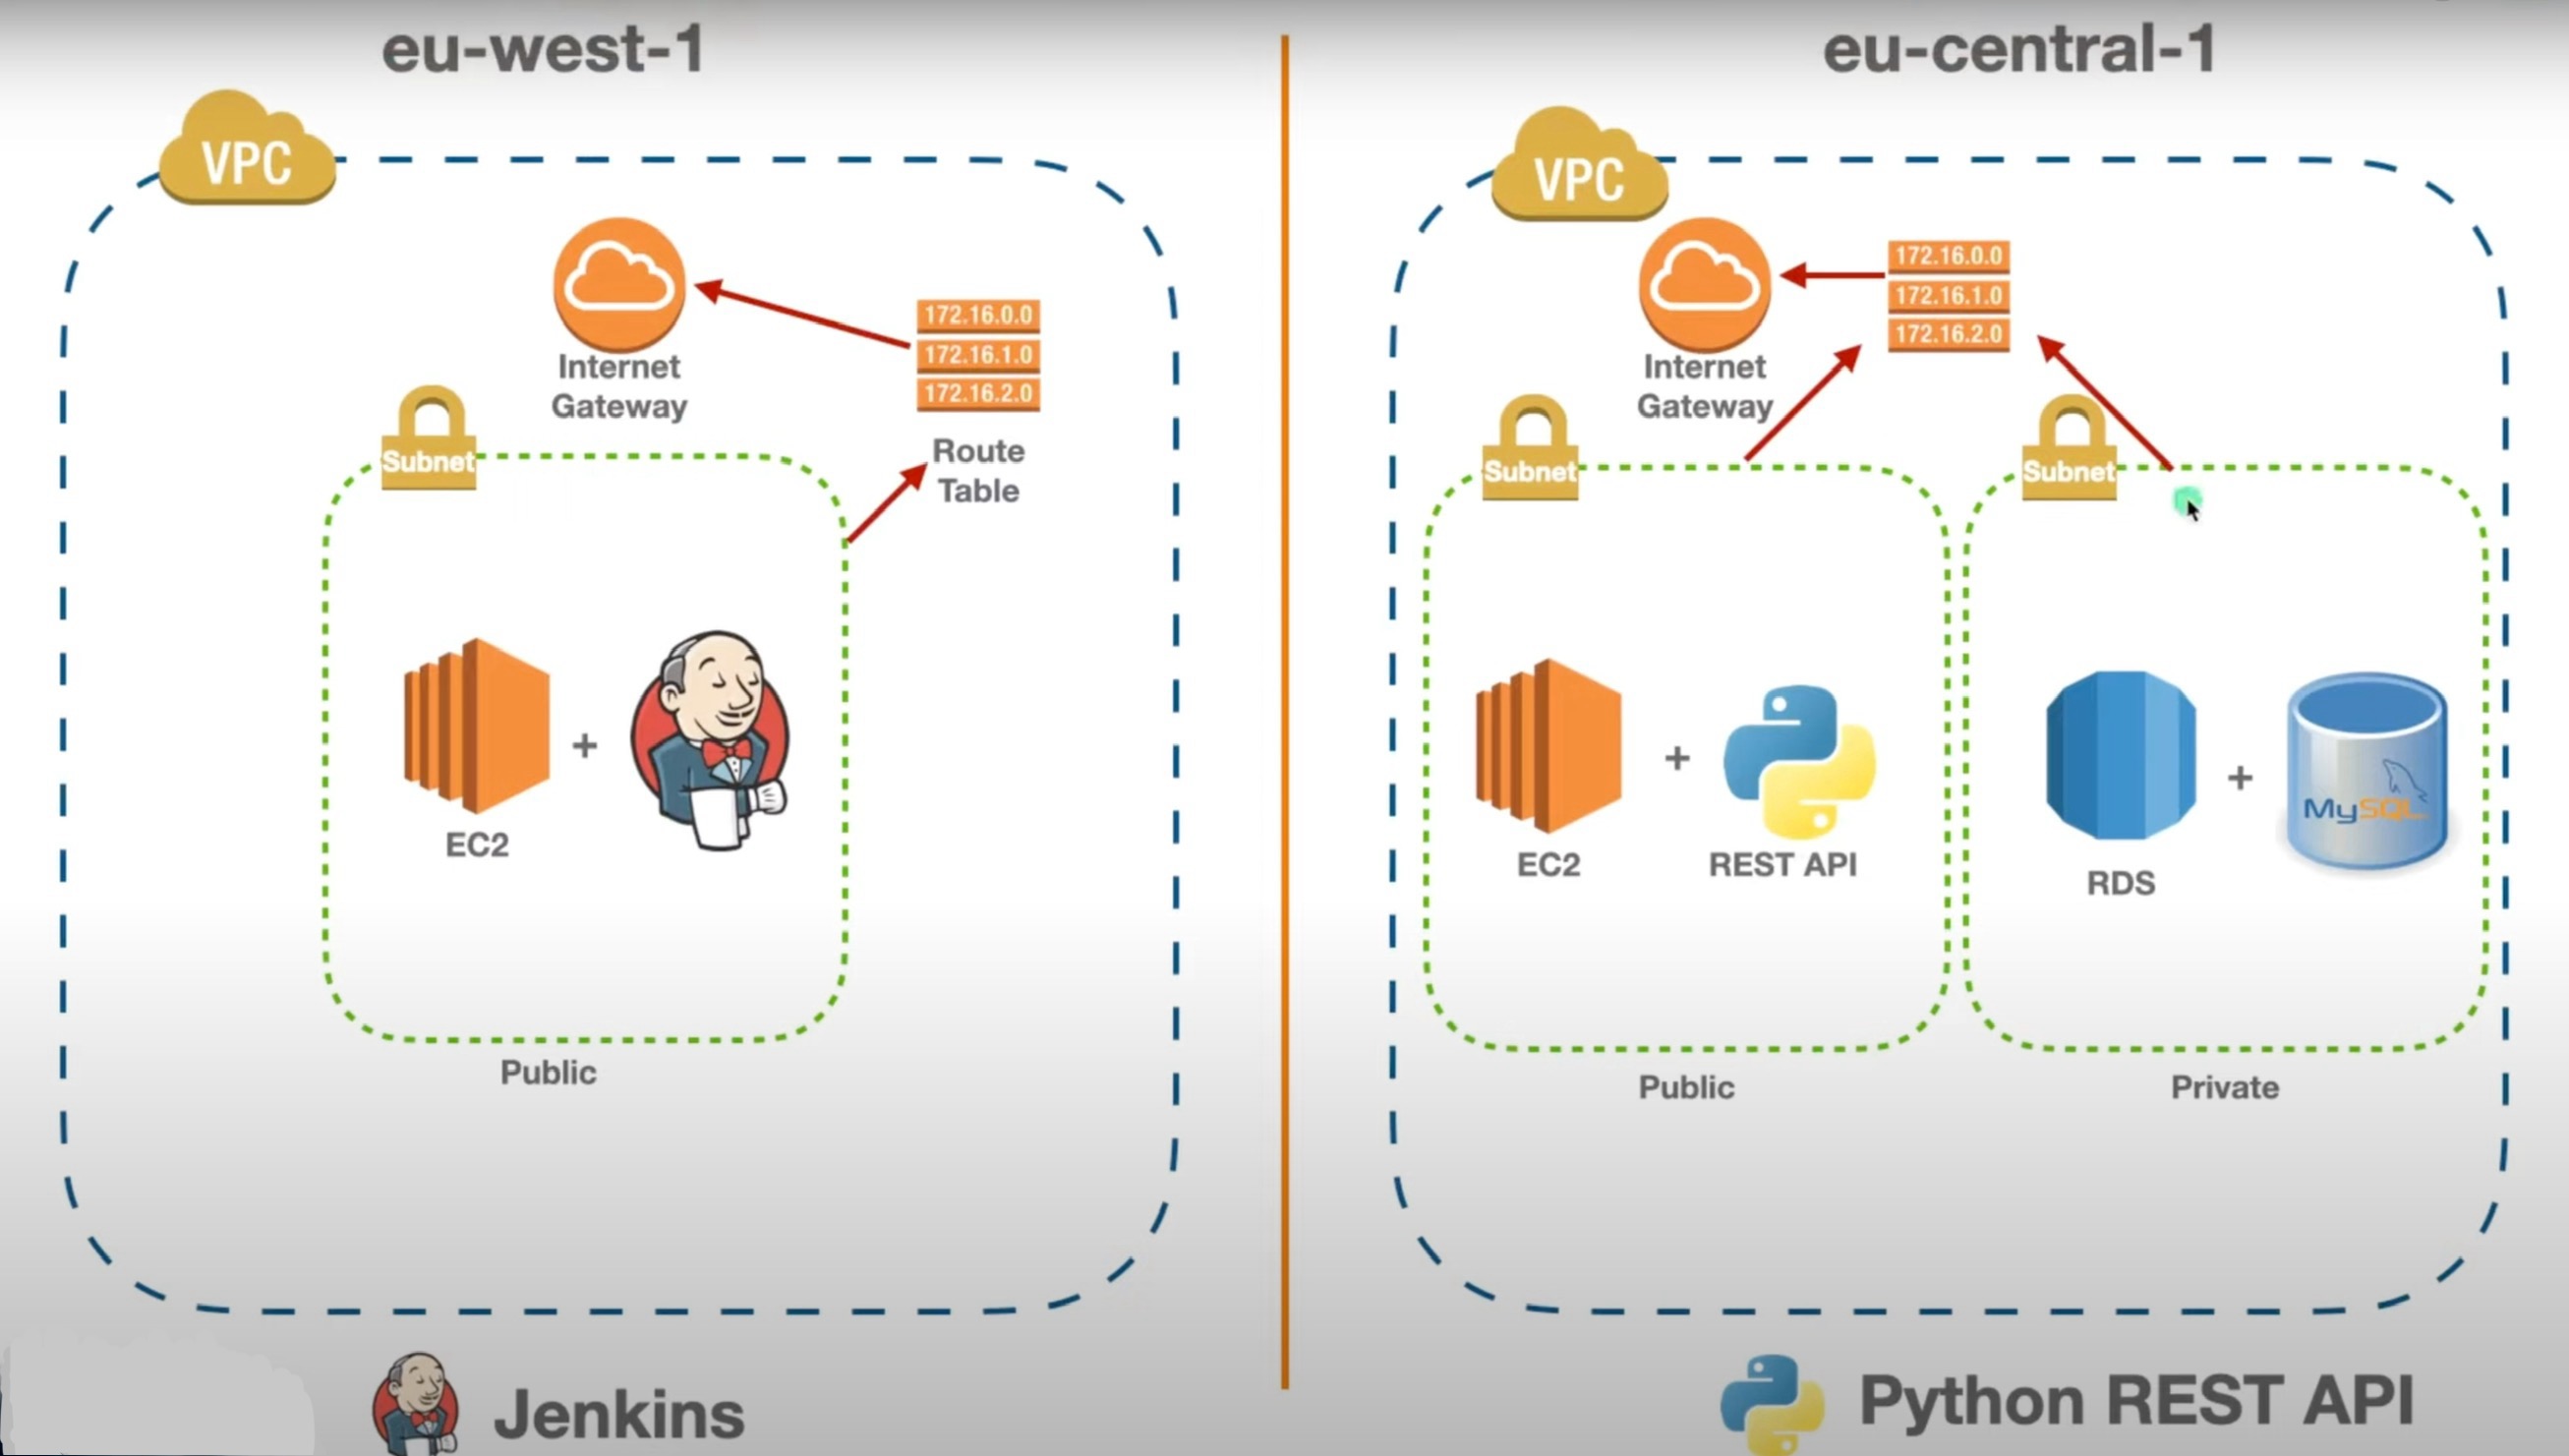 eu-west-1
VPC
Internet
Gateway
172.16.0.0
172.16.1.0
172.16.2.0
Route
Table
Subnet
EC2
+
Public
Jenkins
eu-central-1
VPC
Internet
Gateway
172.16.0.0
172.16.1.0
172.16.2.0
Subnet
Subnet
EC2
+
REST API
RDS
+
MySQL
Public
Private
Python REST API